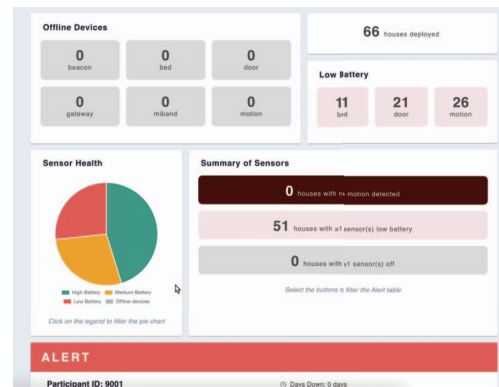 Offline Devices
0
beacon
0
bed
0
door
0
gateway
0
miband
0
motion
66 houses deployed
Low Battery
11
bed
21
door
26
motion
Sensor Health
High Battery
Medium Battery
Low Battery
Offline devices
Click on the legend to filter the pie chart
Summary of Sensors
0 houses with no motion detected
51 houses with ≥1 sensor(s) low battery
0 houses with ≥1 sensor(s) off
Select the buttons to filter the Alert table
ALERT
Participant ID: 9001
Days Down: 0 days